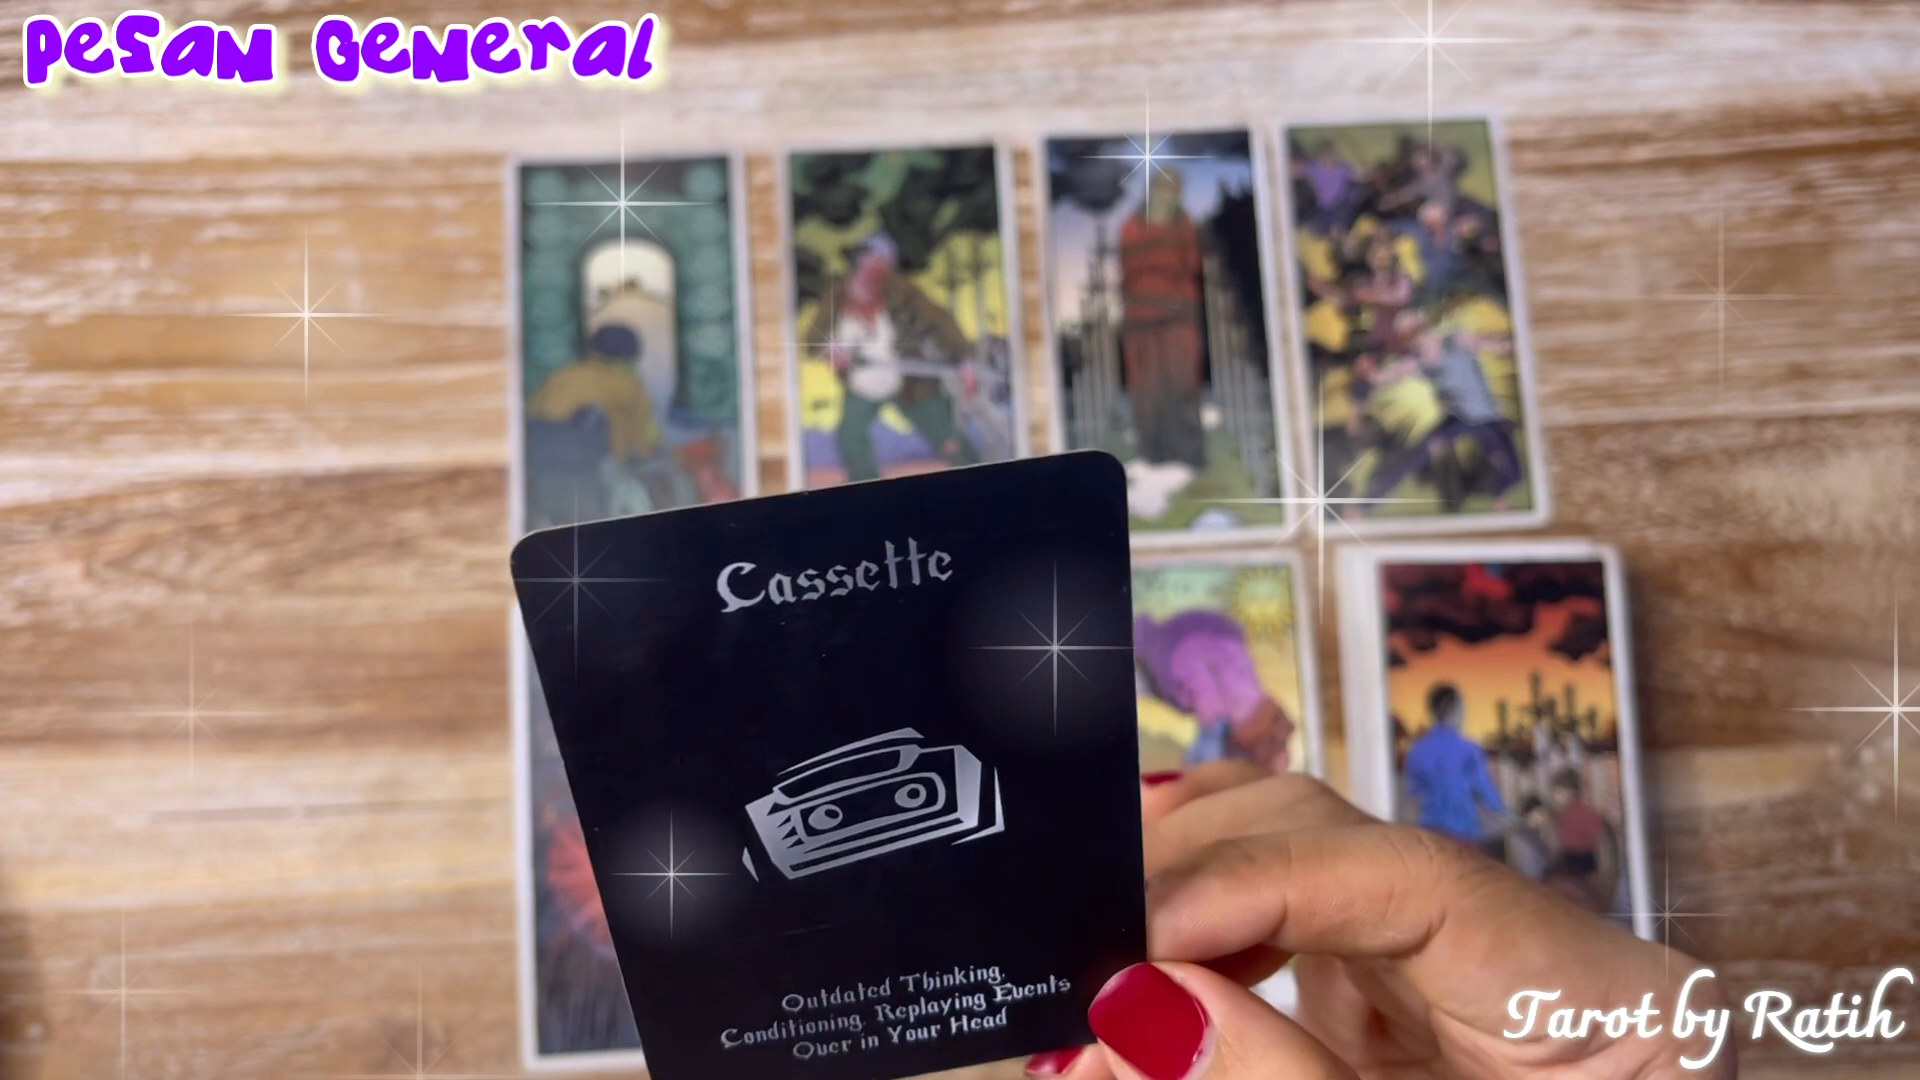 Pesan General
Cassette
Outdated Thinking.
Conditioning. Replaying Events
Over in Your Head
Tarot by Ratih